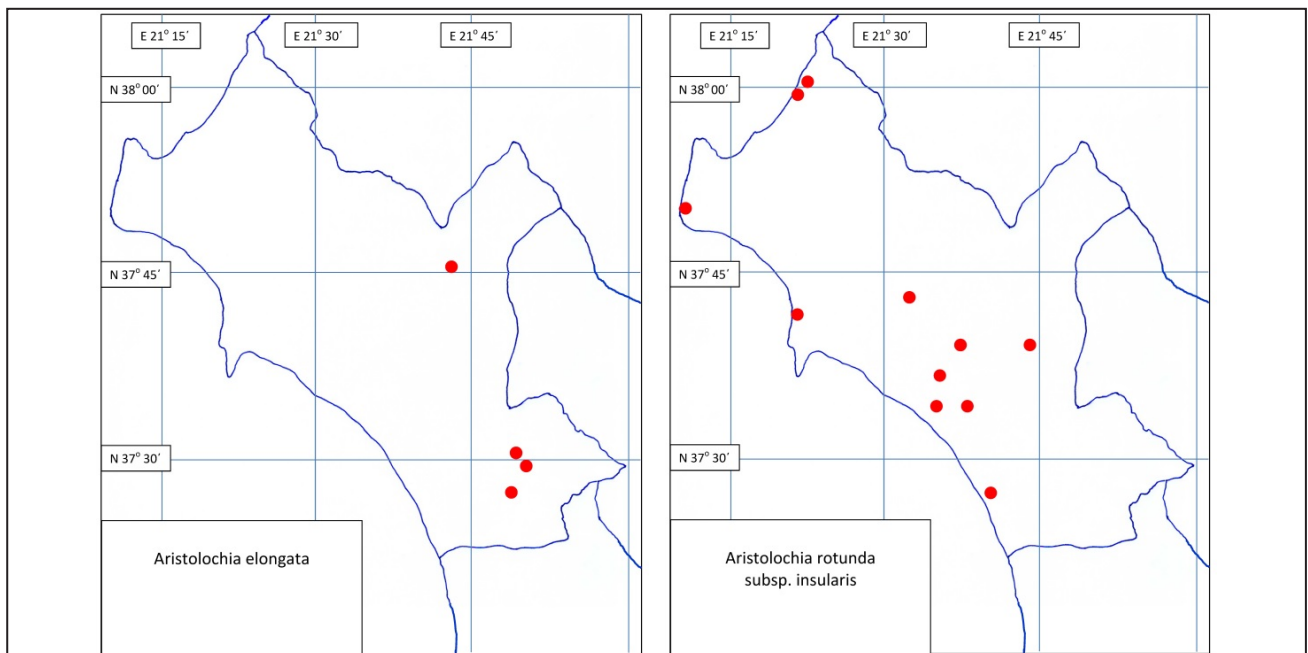 E 21° 15′
E 21° 30′
E 21° 45′
N 38° 00′
N 37° 45′
N 37° 30′
Aristolochia elongata
E 21° 15′
E 21° 30′
E 21° 45′
N 38° 00′
N 37° 45′
N 37° 30′
Aristolochia rotunda
subsp. insularis